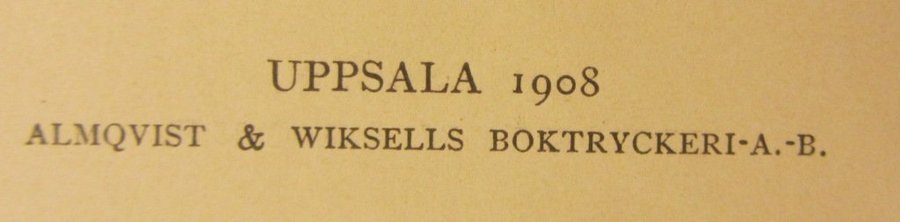 UPPSALA 1908
ALMQVIST & WIKSELLS BOKTRYCKERI-A.-B.